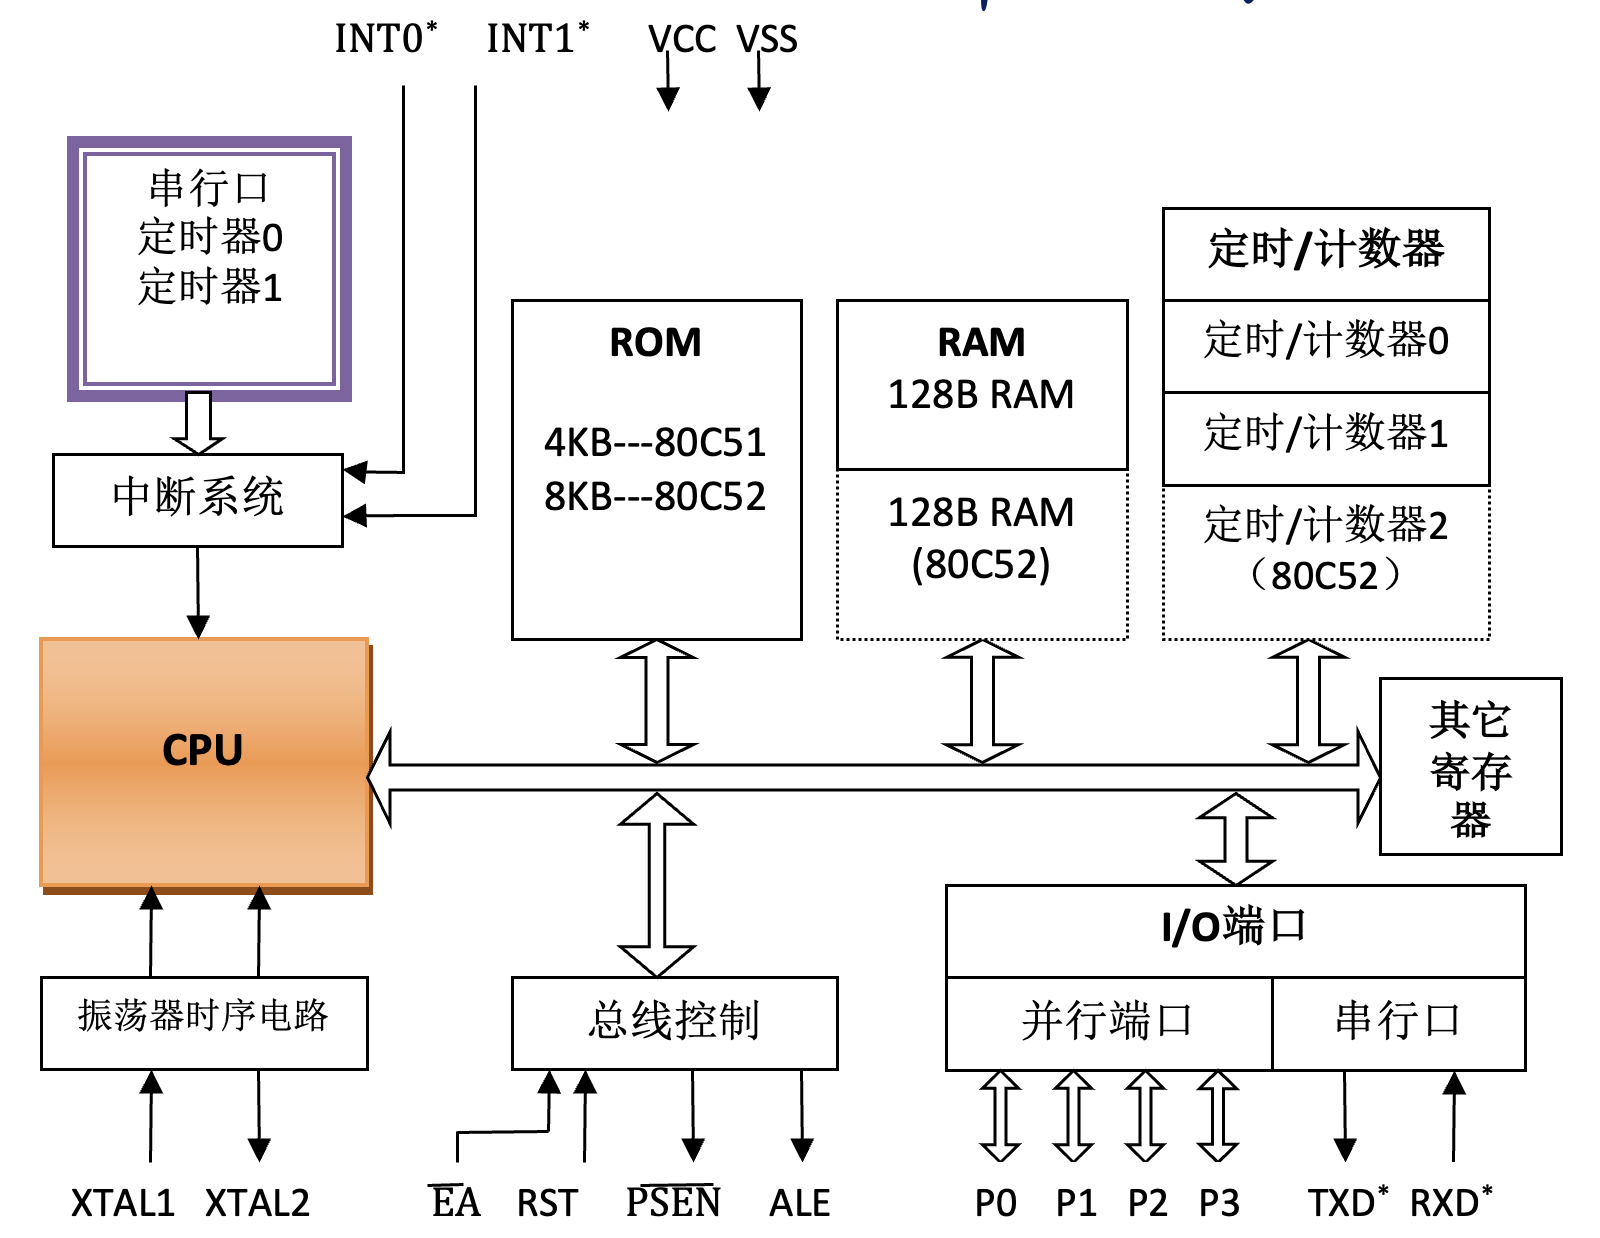 INT0* INT1* VCC VSS
串行口
定时器0
定时器1
定时/计数器
定时/计数器0
定时/计数器1
定时/计数器2
（80C52）
ROM
4KB---80C51
8KB---80C52
RAM
128B RAM
128B RAM
(80C52)
中断系统
CPU
其它
寄存
器
I/O端口
并行端口 串行口
振荡器时序电路
总线控制
XTAL1 XTAL2 E̅A̅ RST P̅S̅E̅N̅ ALE P0 P1 P2 P3 TXD* RXD*